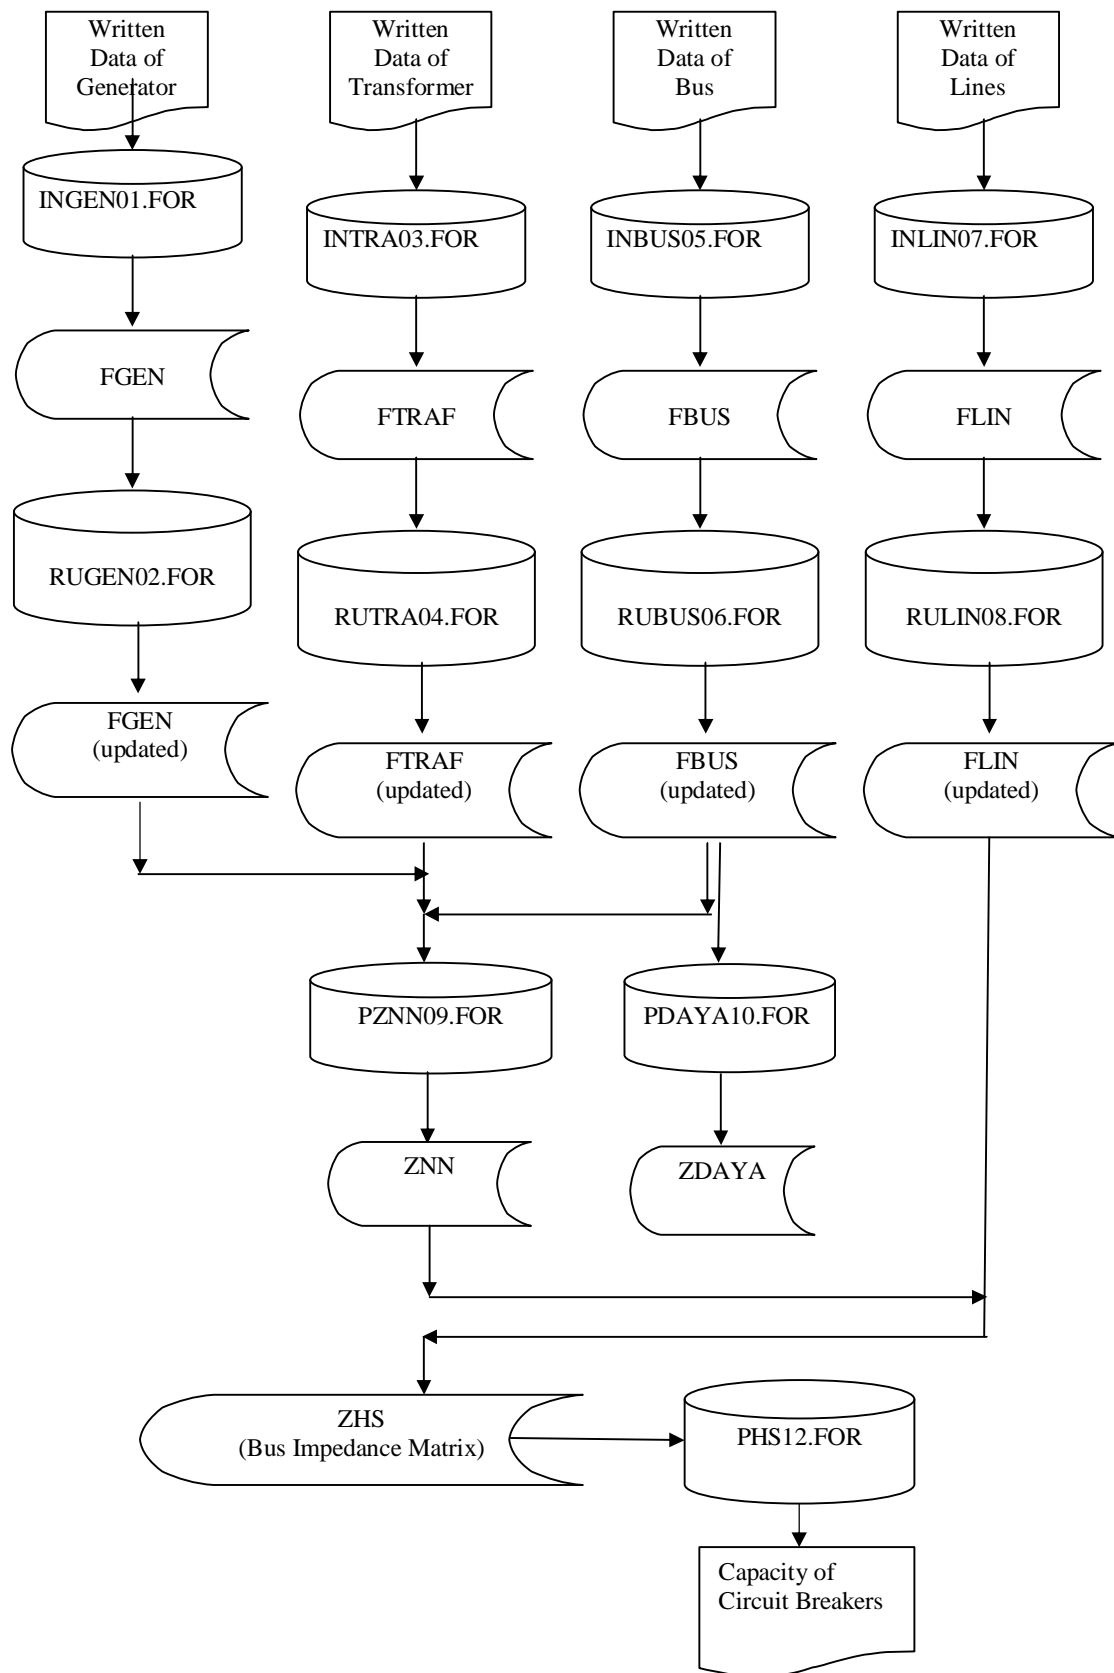 Written
Data of
Generator
Written
Data of
Transformer
Written
Data of
Bus
Written
Data of
Lines
INGEN01.FOR
INTRA03.FOR
INBUS05.FOR
INLIN07.FOR
FGEN
FTRAF
FBUS
FLIN
RUGEN02.FOR
RUTRA04.FOR
RUBUS06.FOR
RULIN08.FOR
FGEN
(updated)
FTRAF
(updated)
FBUS
(updated)
FLIN
(updated)
PZNN09.FOR
PDAYA10.FOR
ZNN
ZDAYA
ZHS
(Bus Impedance Matrix)
PHS12.FOR
Capacity of
Circuit Breakers